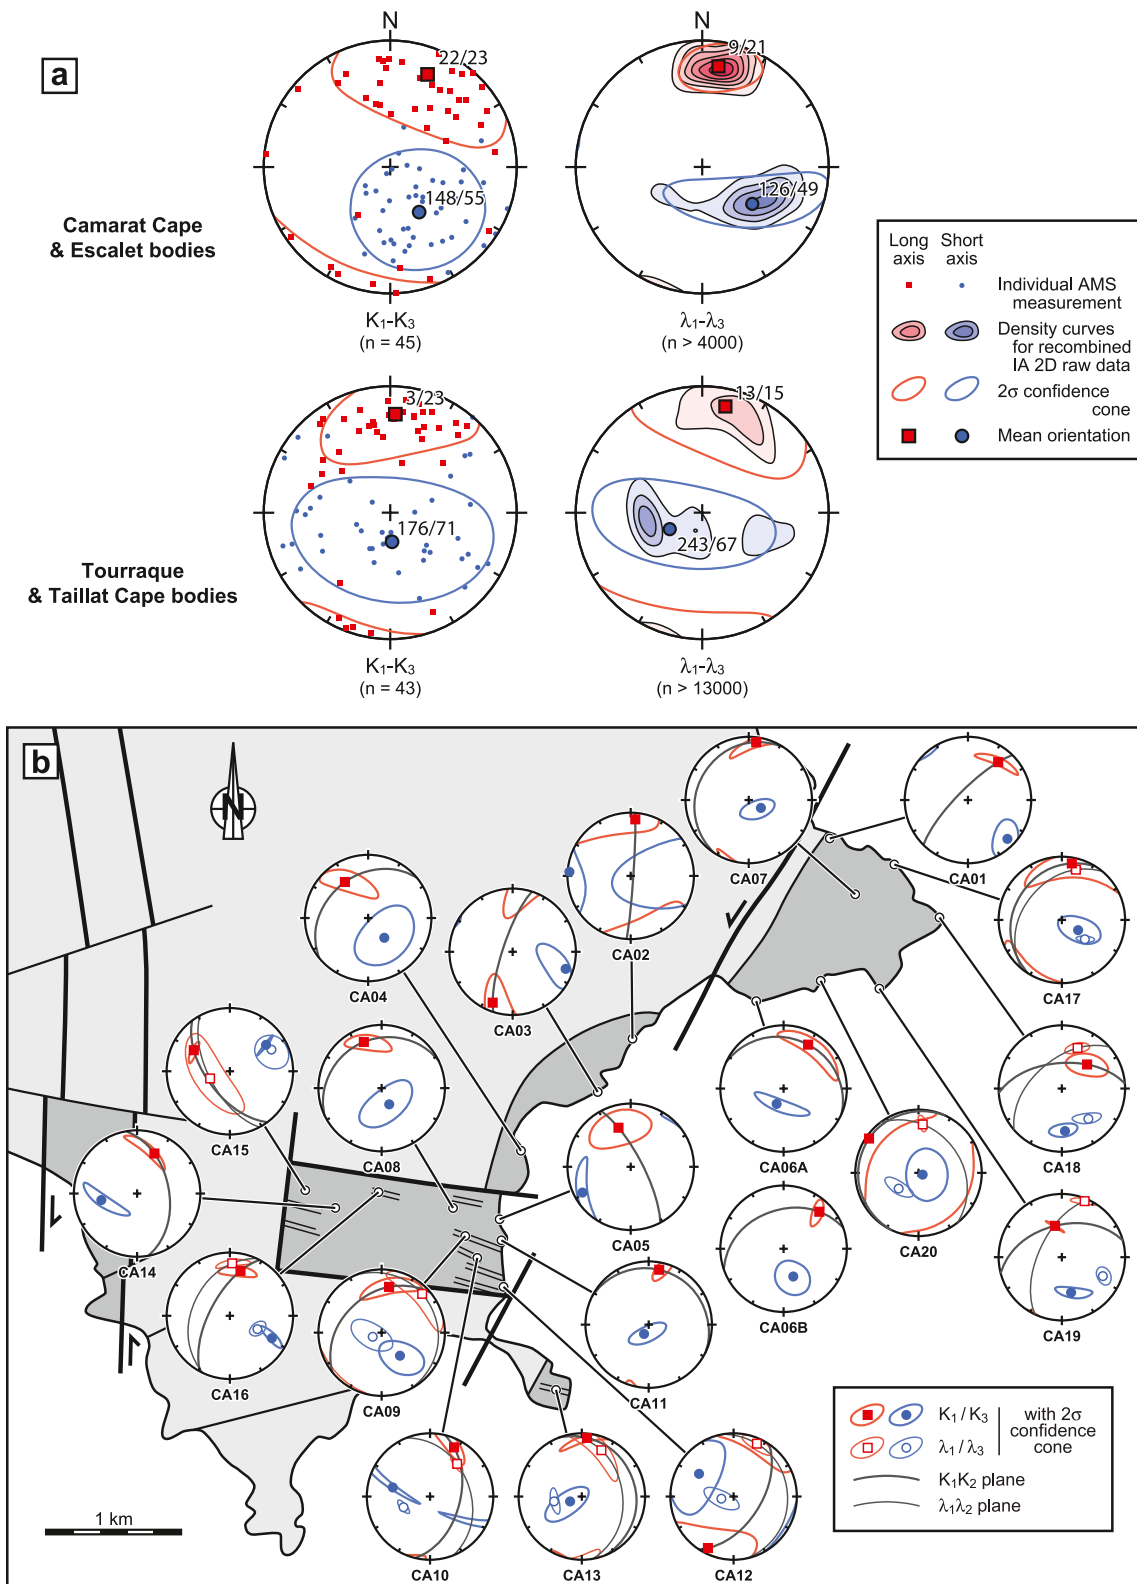 a
N
N
22/23
9/21
148/55
126/49
Camarat Cape
& Escalet bodies
K₁-K₃
(n = 45)
λ₁-λ₃
(n > 4000)
Long axis
Short axis
Individual AMS
measurement
Density curves
for recombined
IA 2D raw data
2σ confidence
cone
Mean orientation
3/23
13/15
176/71
243/67
Tourraque
& Taillat Cape bodies
K₁-K₃
(n = 43)
λ₁-λ₃
(n > 13000)
b
N
CA07
CA01
CA02
CA04
CA03
CA17
CA15
CA08
CA06A
CA18
CA14
CA05
CA20
CA06B
CA19
CA16
CA09
CA11
CA10
CA13
CA12
1 km
K₁ / K₃
λ₁ / λ₃
with 2σ
confidence
cone
K₁K₂ plane
λ₁λ₂ plane